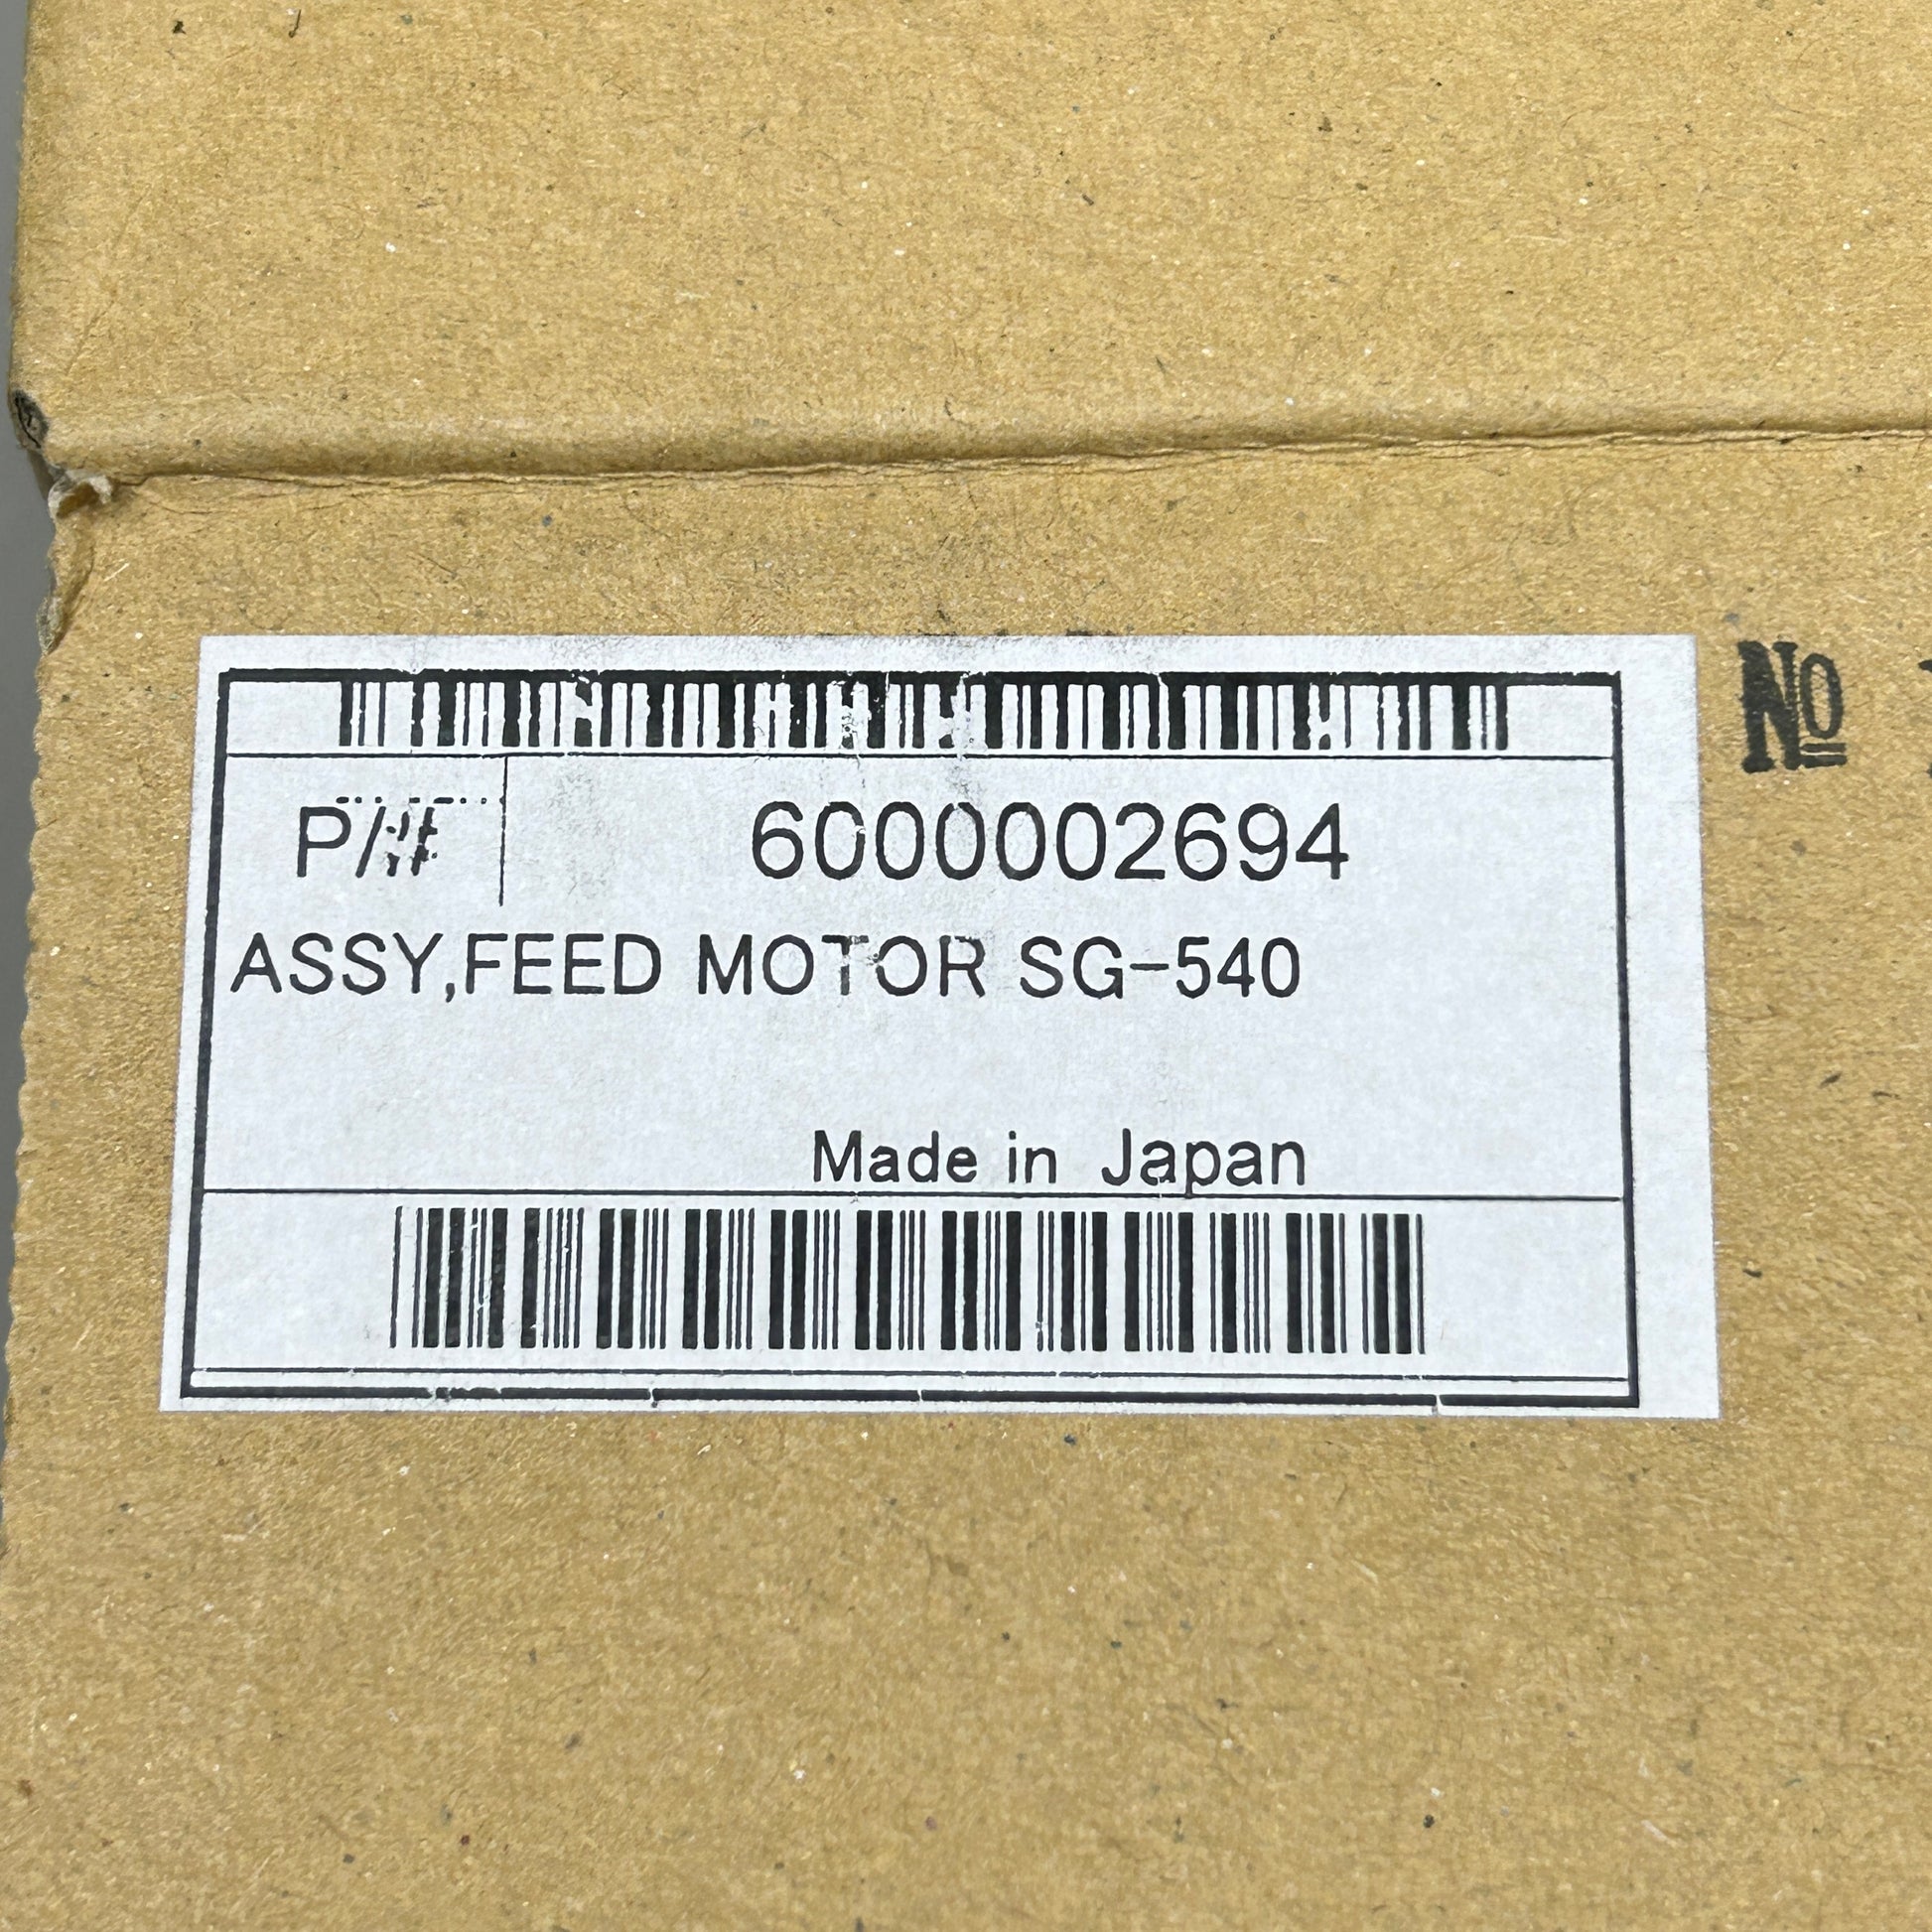 P/#
6000002694
ASSY,FEED MOTOR SG-540
Made in Japan
№